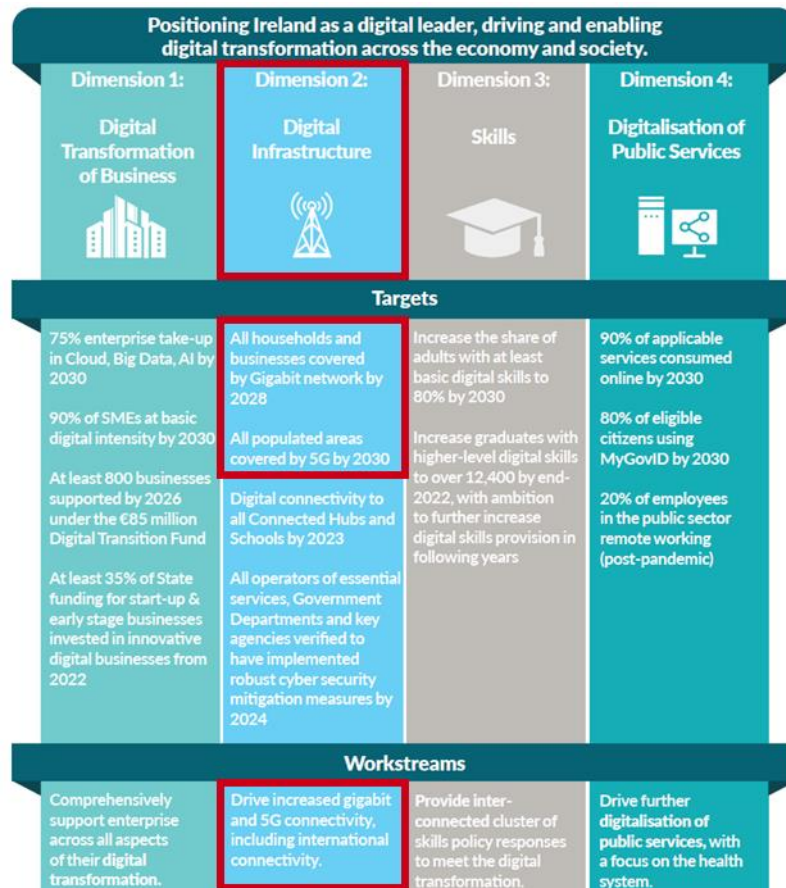 Positioning Ireland as a digital leader, driving and enabling
digital transformation across the economy and society.
Dimension 1:
Digital
Transformation
of Business
Dimension 2:
Digital
Infrastructure
Dimension 3:
Skills
Dimension 4:
Digitalisation of
Public Services
Targets
75% enterprise take-up
in Cloud, Big Data, AI by
2030
90% of SMEs at basic
digital intensity by 2030
At least 800 businesses
supported by 2026
under the €85 million
Digital Transition Fund
At least 35% of State
funding for start-up &
early stage businesses
invested in innovative
digital businesses from
2022
All households and
businesses covered
by Gigabit network by
2028
All populated areas
covered by 5G by 2030
Digital connectivity to
all Connected Hubs and
Schools by 2023
All operators of essential
services, Government
Departments and key
agencies verified to
have implemented
robust cyber security
mitigation measures by
2024
Increase the share of
adults with at least
basic digital skills to
80% by 2030
Increase graduates with
higher-level digital skills
to over 12,400 by end-
2022, with ambition
to further increase
digital skills provision in
following years
90% of applicable
services consumed
online by 2030
80% of eligible
citizens using
MyGovID by 2030
20% of employees
in the public sector
remote working
(post-pandemic)
Workstreams
Comprehensively
support enterprise
across all aspects
of their digital
transformation.
Drive increased gigabit
and 5G connectivity,
including international
connectivity.
Provide inter-
connected cluster of
skills policy responses
to meet the digital
transformation.
Drive further
digitalisation of
public services, with
a focus on the health
system.